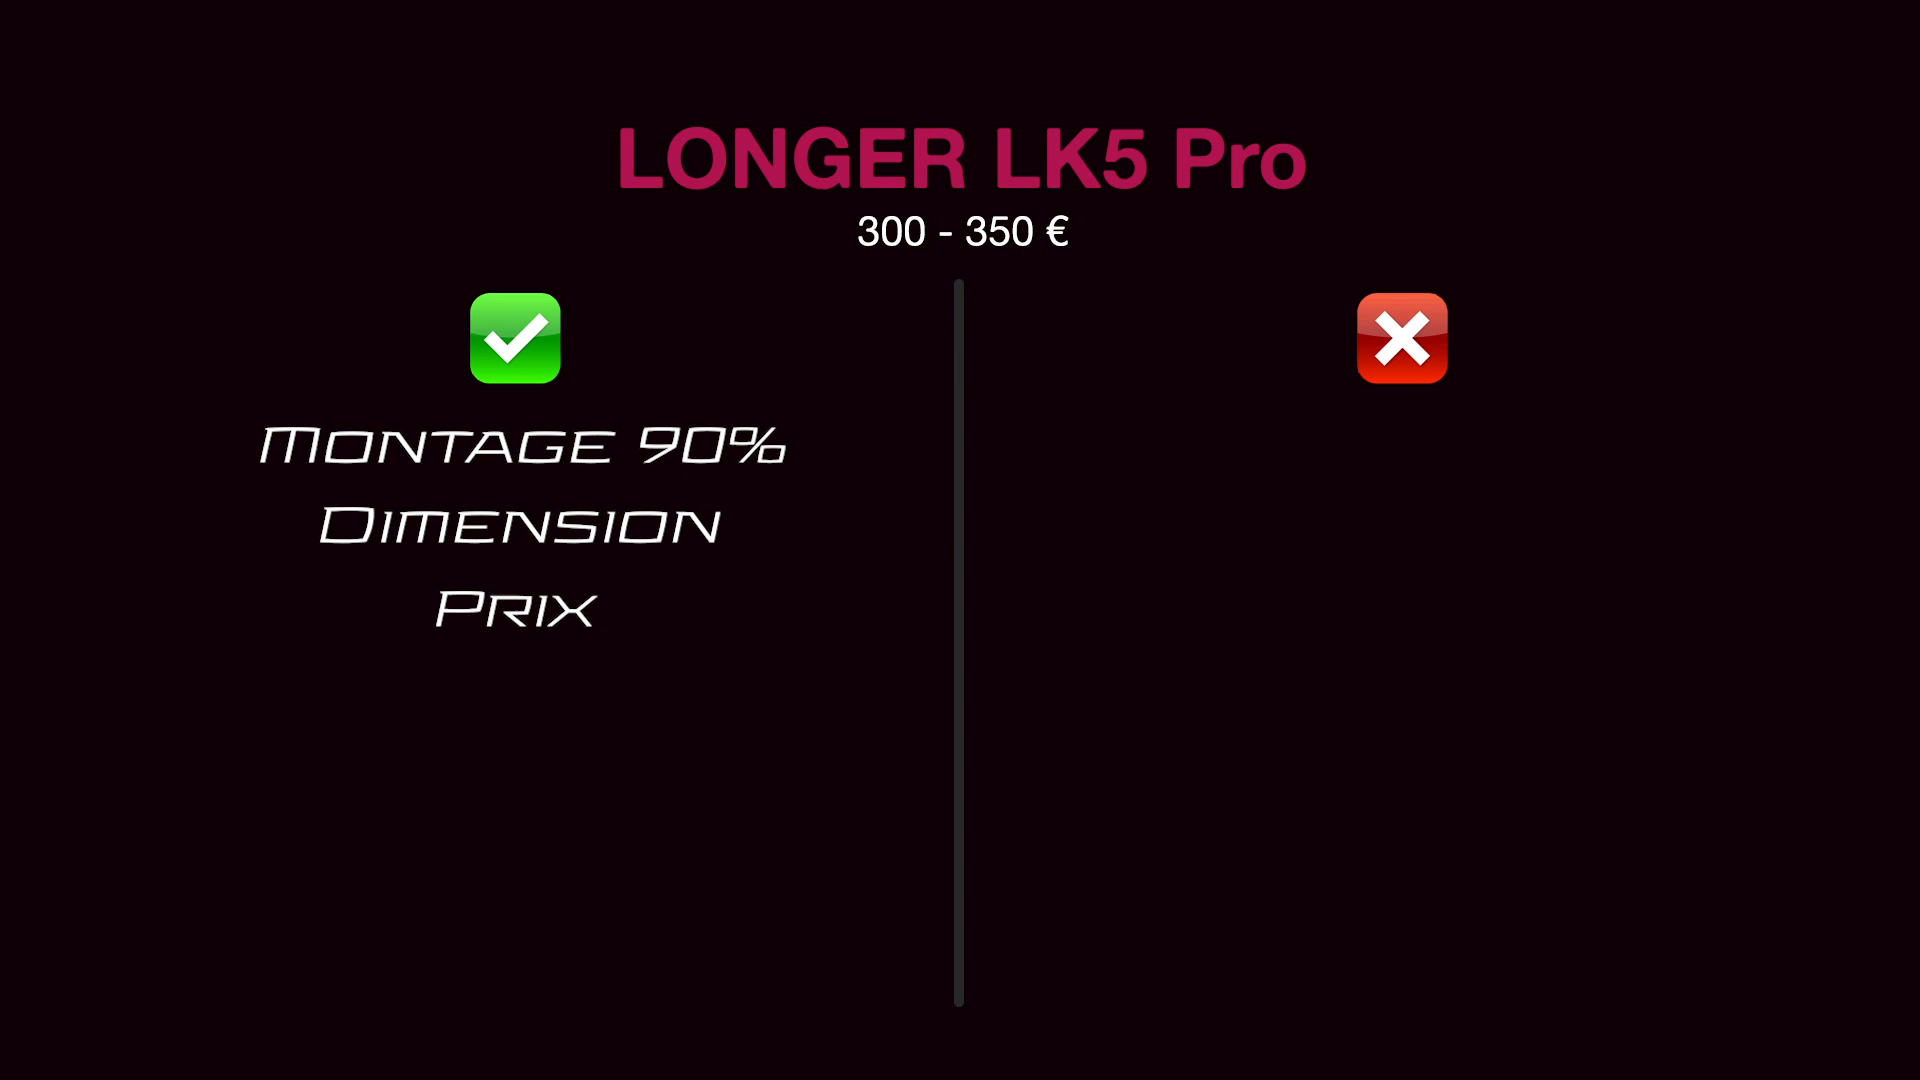 LONGER LK5 Pro
300 - 350 €
Montage 90%
Dimension
Prix